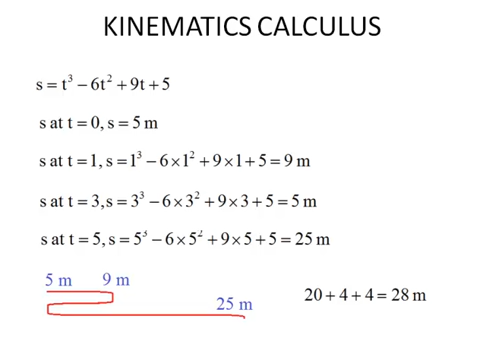 KINEMATICS CALCULUS
s = t³ − 6t² + 9t + 5
s at t = 0, s = 5 m
s at t = 1, s = 1³ − 6 × 1² + 9 × 1 + 5 = 9 m
s at t = 3, s = 3³ − 6 × 3² + 9 × 3 + 5 = 5 m
s at t = 5, s = 5³ − 6 × 5² + 9 × 5 + 5 = 25 m
5 m 9 m
25 m
20 + 4 + 4 = 28 m